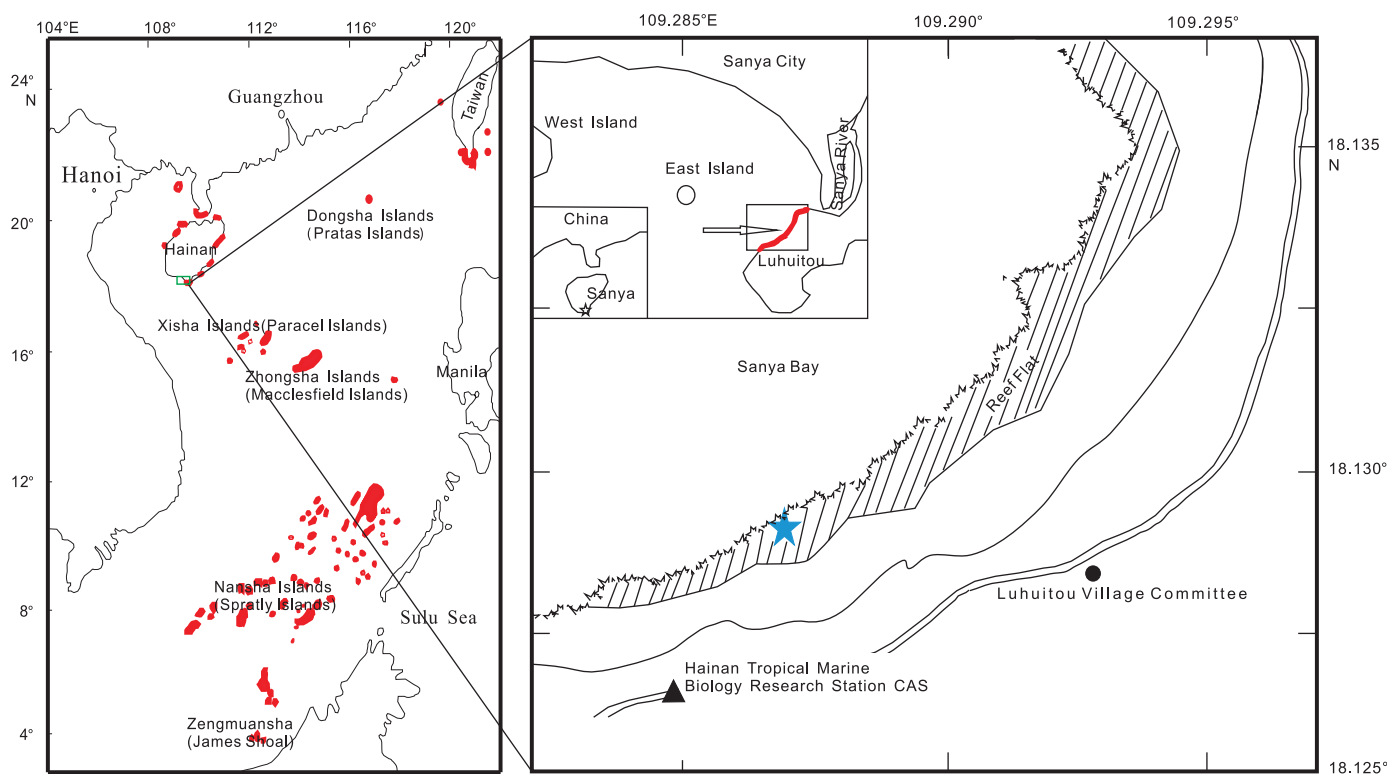 104°E
108°
112°
116°
120°
24°
N
20°
16°
12°
8°
4°
Guangzhou
Taiwan
Hanoi
Dongsha Islands
(Pratas Islands)
Hainan
Xisha Islands(Paracel Islands)
Zhongsha Islands
(Macclesfield Islands)
Manila
Nansha Islands
(Spratly Islands)
Sulu Sea
Zengmuansha
(James Shoal)
109.285°E
109.290°
109.295°
Sanya City
West Island
Sanya River
East Island
China
Luhuitou
Sanya
Sanya Bay
Reef Flat
Luhuitou Village Committee
Hainan Tropical Marine
Biology Research Station CAS
18.135°
N
18.130°
18.125°